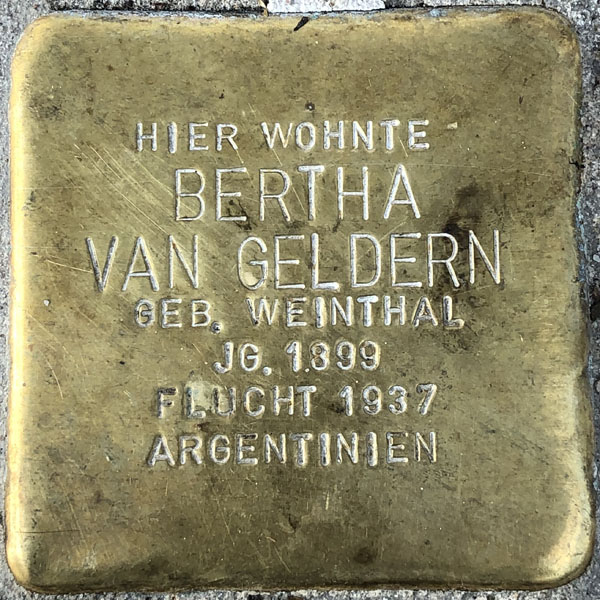 HIER WOHNTE
BERTHA
VAN GELDERN
GEB. WEINTHAL
JG. 1899
FLUCHT 1937
ARGENTINIEN